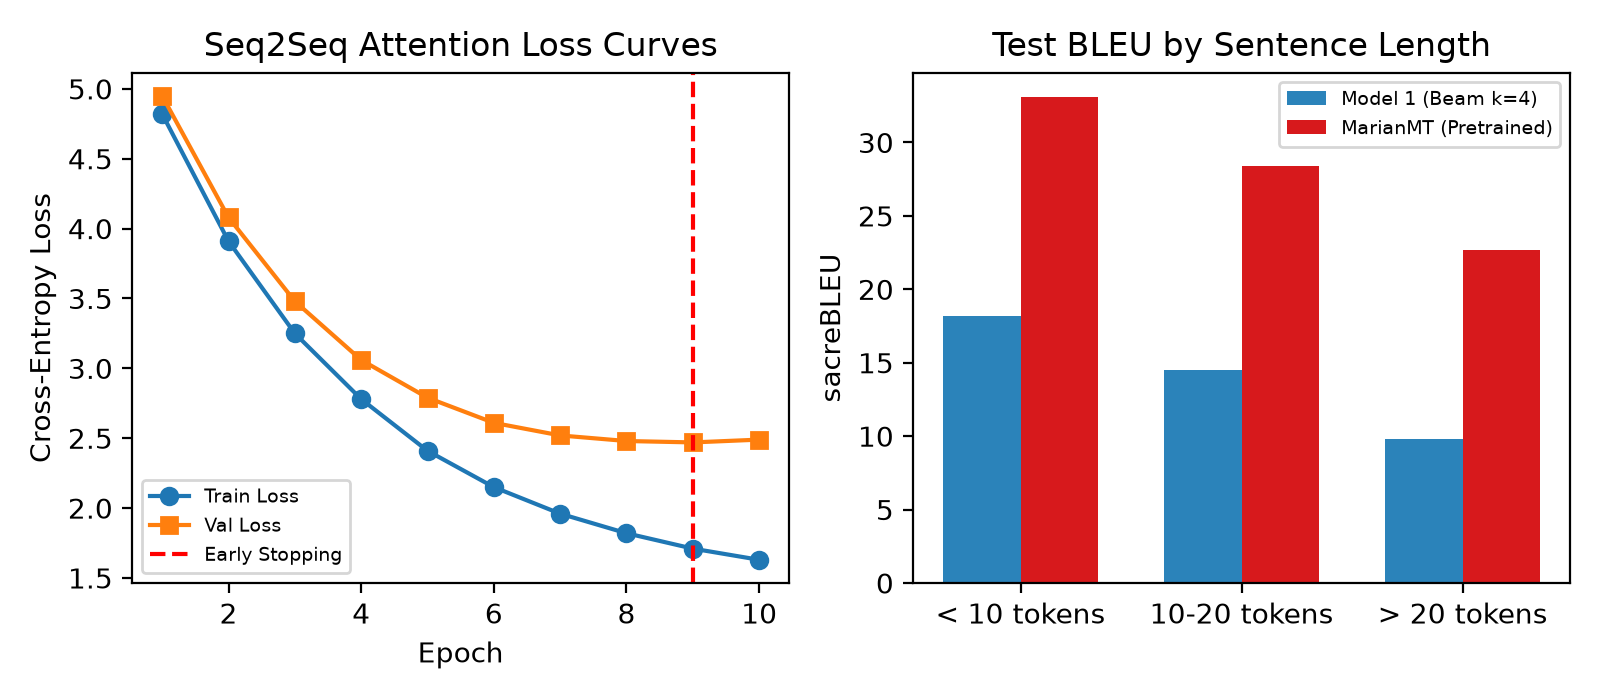 Seq2Seq Attention Loss Curves
Cross-Entropy Loss
5.0
4.5
4.0
3.5
3.0
2.5
2.0
1.5
Train Loss
Val Loss
Early Stopping
2 4 6 8 10
Epoch
Test BLEU by Sentence Length
sacreBLEU
30
25
20
15
10
5
0
Model 1 (Beam k=4)
MarianMT (Pretrained)
< 10 tokens 10-20 tokens > 20 tokens